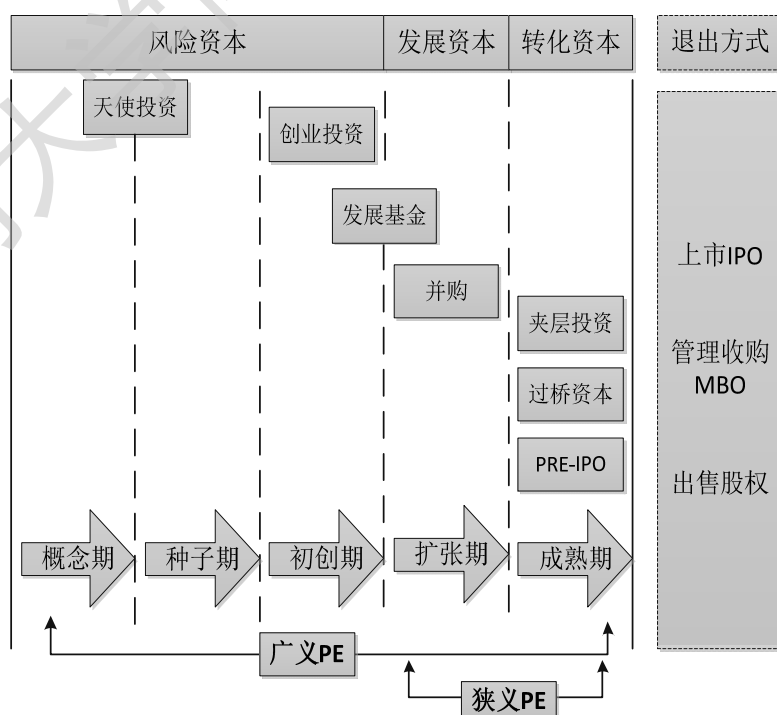 风险资本 发展资本 转化资本 退出方式
天使投资
创业投资
发展基金
并购
夹层投资
过桥资本
PRE-IPO
上市IPO
管理收购
MBO
出售股权
概念期 种子期 初创期 扩张期 成熟期
广义PE
狭义PE
大学